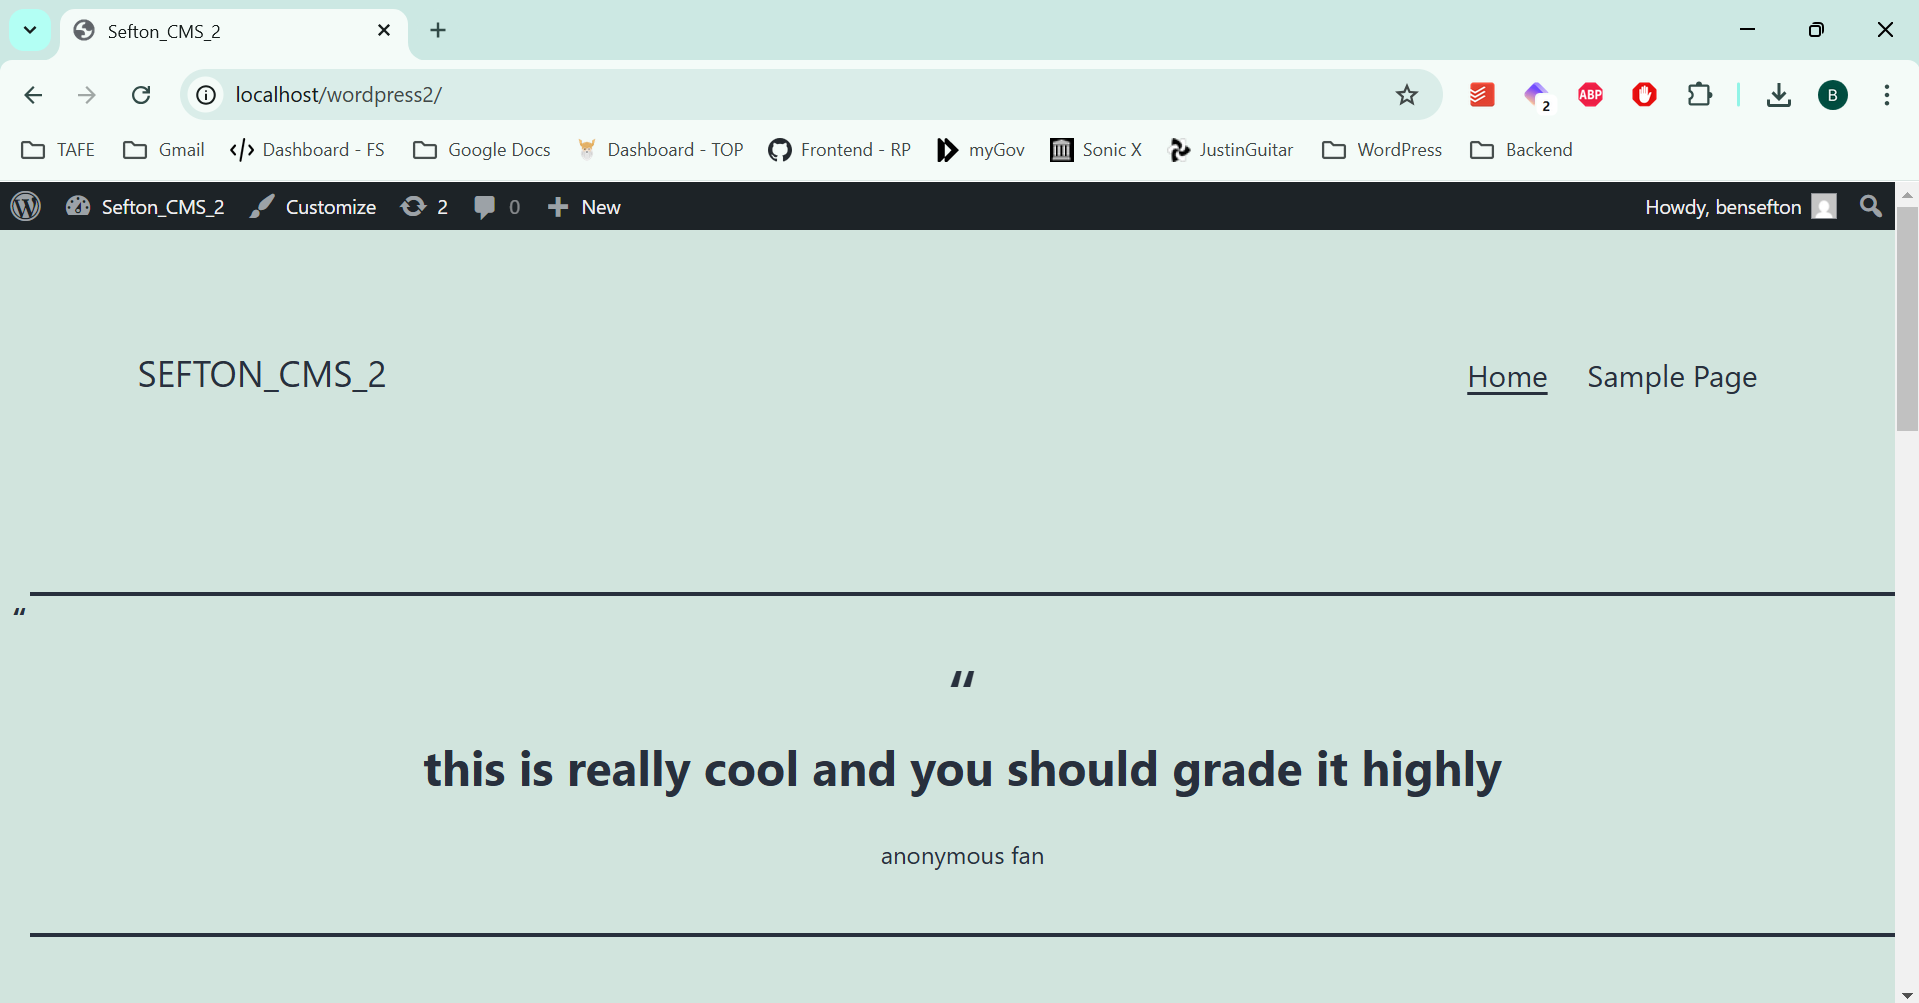 Sefton_CMS_2
localhost/wordpress2/
ABP
2
B
TAFE Gmail </> Dashboard - FS Google Docs Dashboard - TOP Frontend - RP myGov Sonic X JustinGuitar WordPress Backend
Sefton_CMS_2 Customize 2 0 New Howdy, bensefton
SEFTON_CMS_2 Home Sample Page
“
“
this is really cool and you should grade it highly
anonymous fan